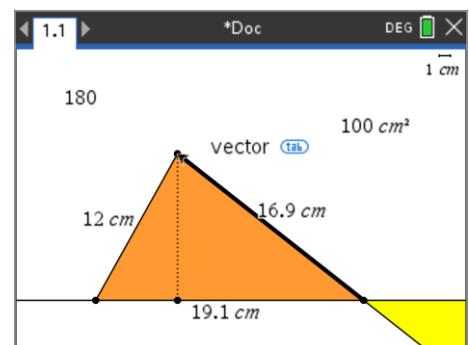 1.1 *Doc DEG
1 cm
180
100 cm²
vector tab
12 cm
16.9 cm
19.1 cm